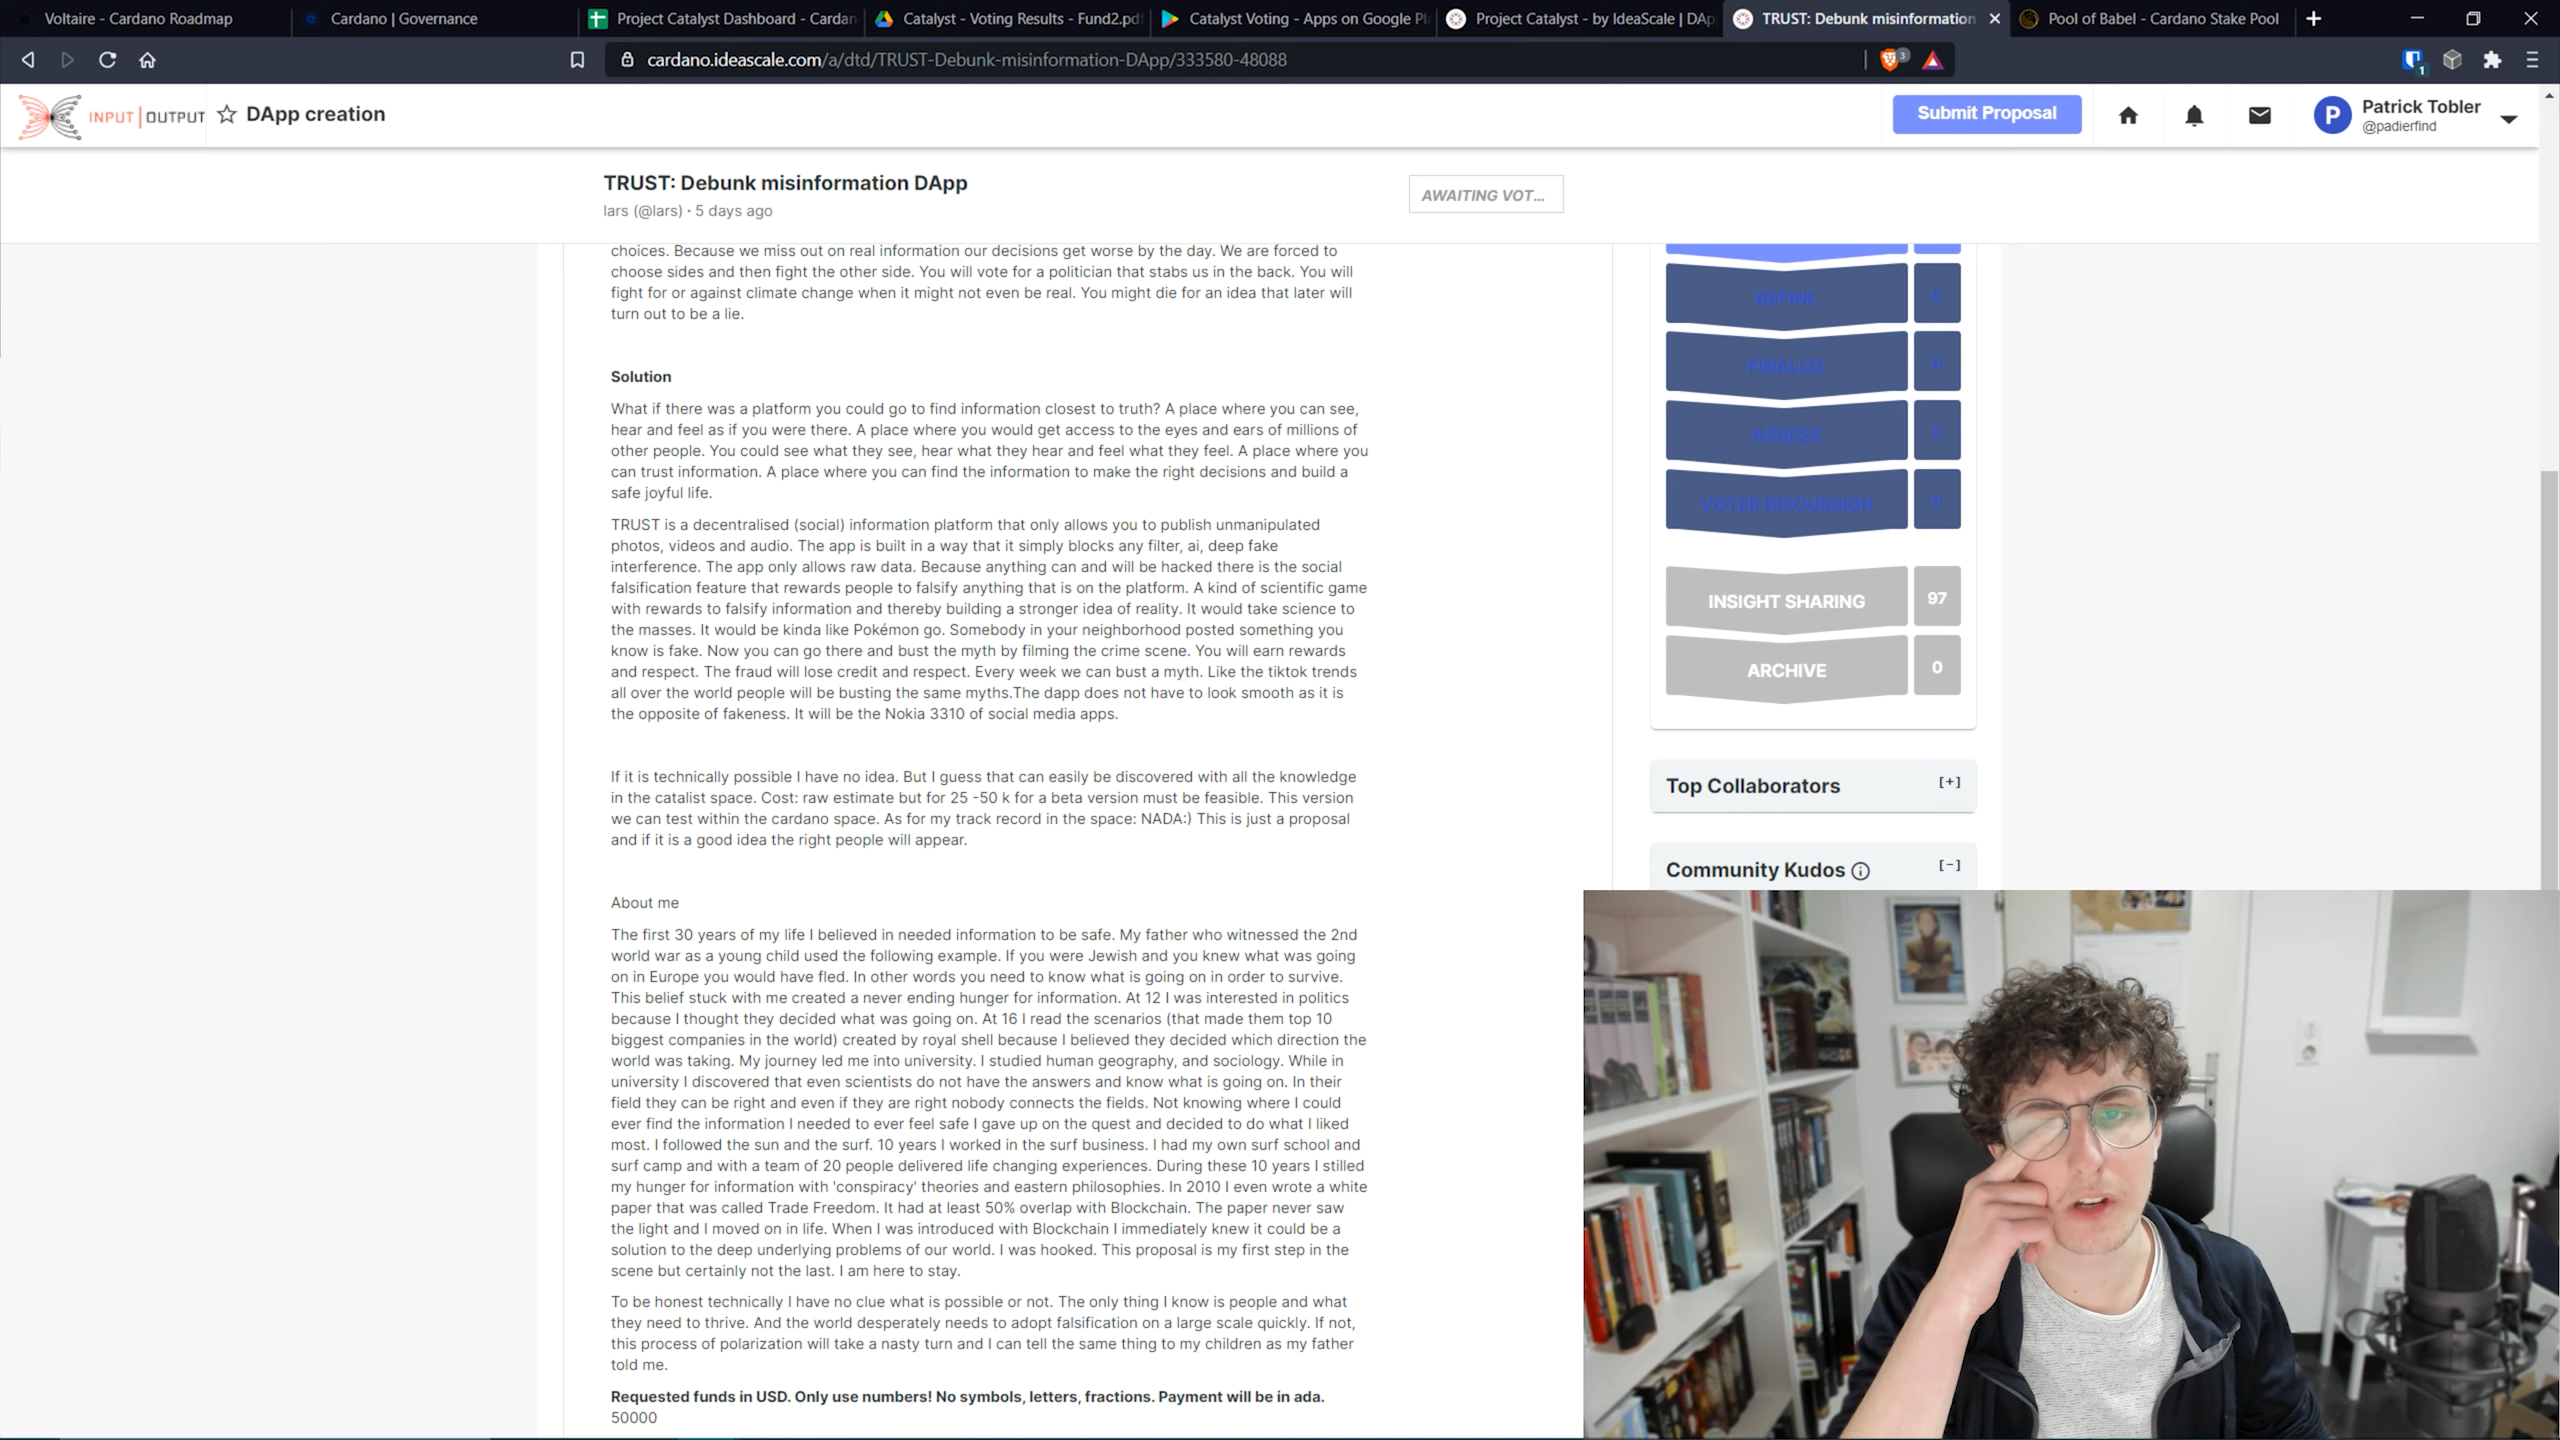 Voltaire - Cardano Roadmap
Cardano | Governance
Project Catalyst Dashboard - Cardan
Catalyst - Voting Results - Fund2.pdf
Catalyst Voting - Apps on Google Pl
Project Catalyst - by IdeaScale | DAp
TRUST: Debunk misinformation
Pool of Babel - Cardano Stake Pool
cardano.ideascale.com/a/dtd/TRUST-Debunk-misinformation-DApp/333580-48088
3
1
INPUT | OUTPUT
DApp creation
Submit Proposal
P
Patrick Tobler
@padierfind
TRUST: Debunk misinformation DApp
lars (@lars) • 5 days ago
AWAITING VOT...
choices. Because we miss out on real information our decisions get worse by the day. We are forced to
choose sides and then fight the other side. You will vote for a politician that stabs us in the back. You will
fight for or against climate change when it might not even be real. You might die for an idea that later will
turn out to be a lie.
Solution
What if there was a platform you could go to find information closest to truth? A place where you can see,
hear and feel as if you were there. A place where you would get access to the eyes and ears of millions of
other people. You could see what they see, hear what they hear and feel what they feel. A place where you
can trust information. A place where you can find the information to make the right decisions and build a
safe joyful life.
TRUST is a decentralised (social) information platform that only allows you to publish unmanipulated
photos, videos and audio. The app is built in a way that it simply blocks any filter, ai, deep fake
interference. The app only allows raw data. Because anything can and will be hacked there is the social
falsification feature that rewards people to falsify anything that is on the platform. A kind of scientific game
with rewards to falsify information and thereby building a stronger idea of reality. It would take science to
the masses. It would be kinda like Pokémon go. Somebody in your neighborhood posted something you
know is fake. Now you can go there and bust the myth by filming the crime scene. You will earn rewards
and respect. The fraud will lose credit and respect. Every week we can bust a myth. Like the tiktok trends
all over the world people will be busting the same myths.The dapp does not have to look smooth as it is
the opposite of fakeness. It will be the Nokia 3310 of social media apps.
If it is technically possible I have no idea. But I guess that can easily be discovered with all the knowledge
in the catalist space. Cost: raw estimate but for 25 -50 k for a beta version must be feasible. This version
we can test within the cardano space. As for my track record in the space: NADA:) This is just a proposal
and if it is a good idea the right people will appear.
About me
The first 30 years of my life I believed in needed information to be safe. My father who witnessed the 2nd
world war as a young child used the following example. If you were Jewish and you knew what was going
on in Europe you would have fled. In other words you need to know what is going on in order to survive.
This belief stuck with me created a never ending hunger for information. At 12 I was interested in politics
because I thought they decided what was going on. At 16 I read the scenarios (that made them top 10
biggest companies in the world) created by royal shell because I believed they decided which direction the
world was taking. My journey led me into university. I studied human geography, and sociology. While in
university I discovered that even scientists do not have the answers and know what is going on. In their
field they can be right and even if they are right nobody connects the fields. Not knowing where I could
ever find the information I needed to ever feel safe I gave up on the quest and decided to do what I liked
most. I followed the sun and the surf. 10 years I worked in the surf business. I had my own surf school and
surf camp and with a team of 20 people delivered life changing experiences. During these 10 years I stilled
my hunger for information with 'conspiracy' theories and eastern philosophies. In 2010 I even wrote a white
paper that was called Trade Freedom. It had at least 50% overlap with Blockchain. The paper never saw
the light and I moved on in life. When I was introduced with Blockchain I immediately knew it could be a
solution to the deep underlying problems of our world. I was hooked. This proposal is my first step in the
scene but certainly not the last. I am here to stay.
To be honest technically I have no clue what is possible or not. The only thing I know is people and what
they need to thrive. And the world desperately needs to adopt falsification on a large scale quickly. If not,
this process of polarization will take a nasty turn and I can tell the same thing to my children as my father
told me.
Requested funds in USD. Only use numbers! No symbols, letters, fractions. Payment will be in ada.
50000
REFINE 0
FINALIZE 0
ASSESS 0
VOTER DISCUSSION 0
INSIGHT SHARING 97
ARCHIVE 0
Top Collaborators [+]
Community Kudos [-]